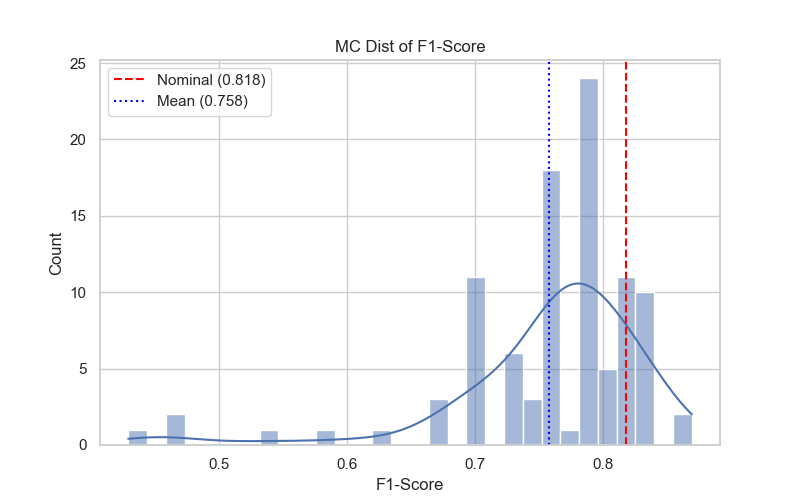 MC Dist of F1-Score
Nominal (0.818)
Mean (0.758)
25
20
15
10
5
0
Count
0.5 0.6 0.7 0.8
F1-Score